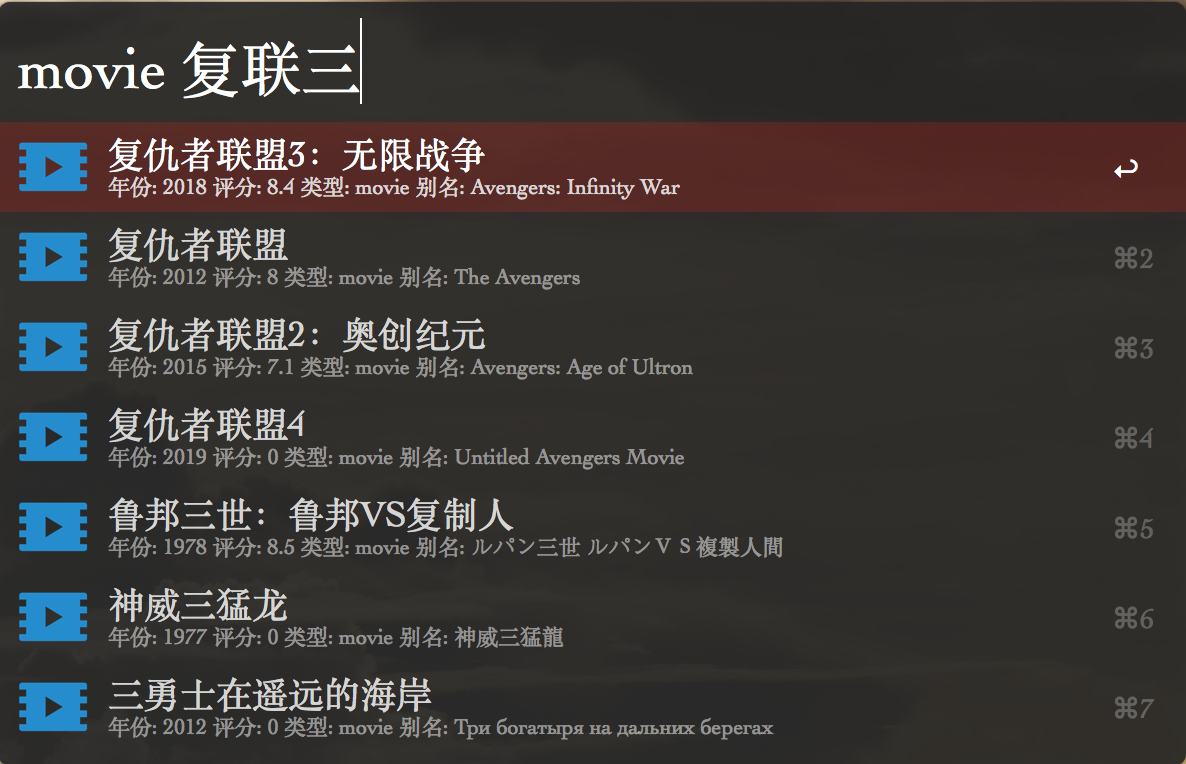 movie 复联三
复仇者联盟3：无限战争
年份: 2018 评分: 8.4 类型: movie 别名: Avengers: Infinity War
↩
复仇者联盟
年份: 2012 评分: 8 类型: movie 别名: The Avengers
⌘2
复仇者联盟2：奥创纪元
年份: 2015 评分: 7.1 类型: movie 别名: Avengers: Age of Ultron
⌘3
复仇者联盟4
年份: 2019 评分: 0 类型: movie 别名: Untitled Avengers Movie
⌘4
鲁邦三世：鲁邦VS复制人
年份: 1978 评分: 8.5 类型: movie 别名: ルパン三世 ルパンＶＳ複製人間
⌘5
神威三猛龙
年份: 1977 评分: 0 类型: movie 别名: 神威三猛龍
⌘6
三勇士在遥远的海岸
年份: 2012 评分: 0 类型: movie 别名: Три богатыря на дальних берегах
⌘7